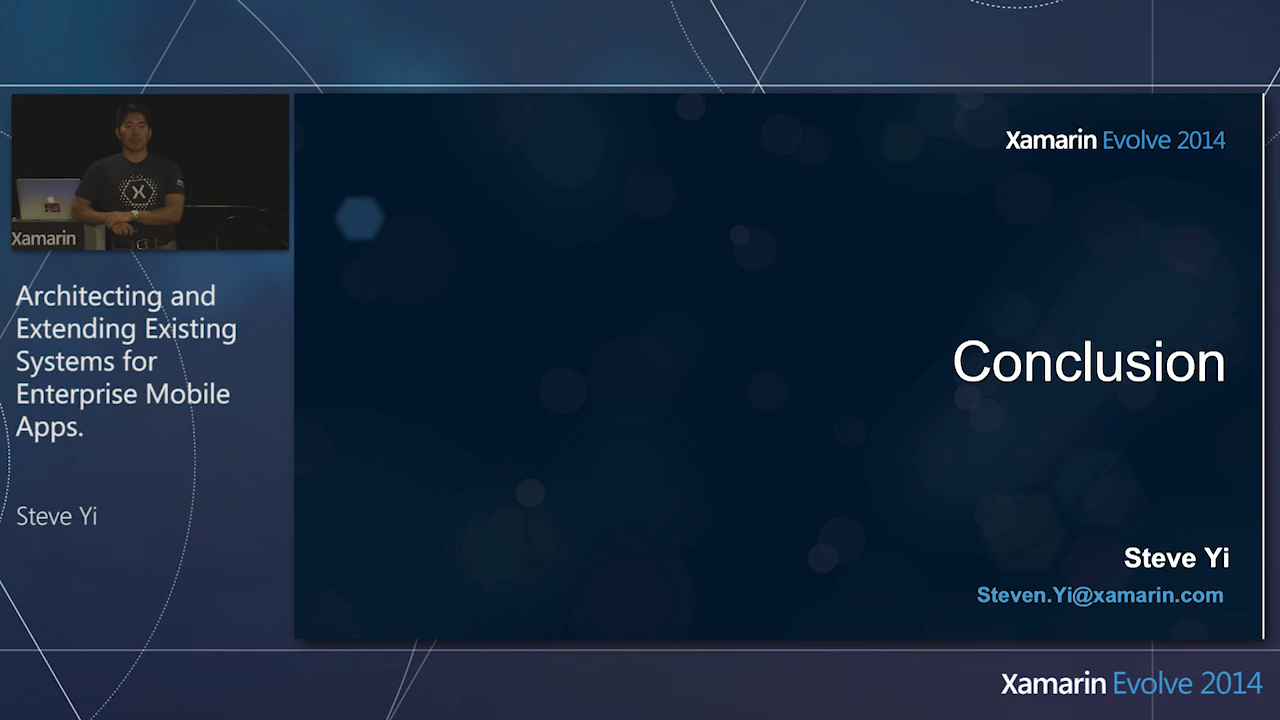 Xamarin
Architecting and
Extending Existing
Systems for
Enterprise Mobile
Apps.
Steve Yi
Xamarin Evolve 2014
Conclusion
Steve Yi
Steven.Yi@xamarin.com
Xamarin Evolve 2014